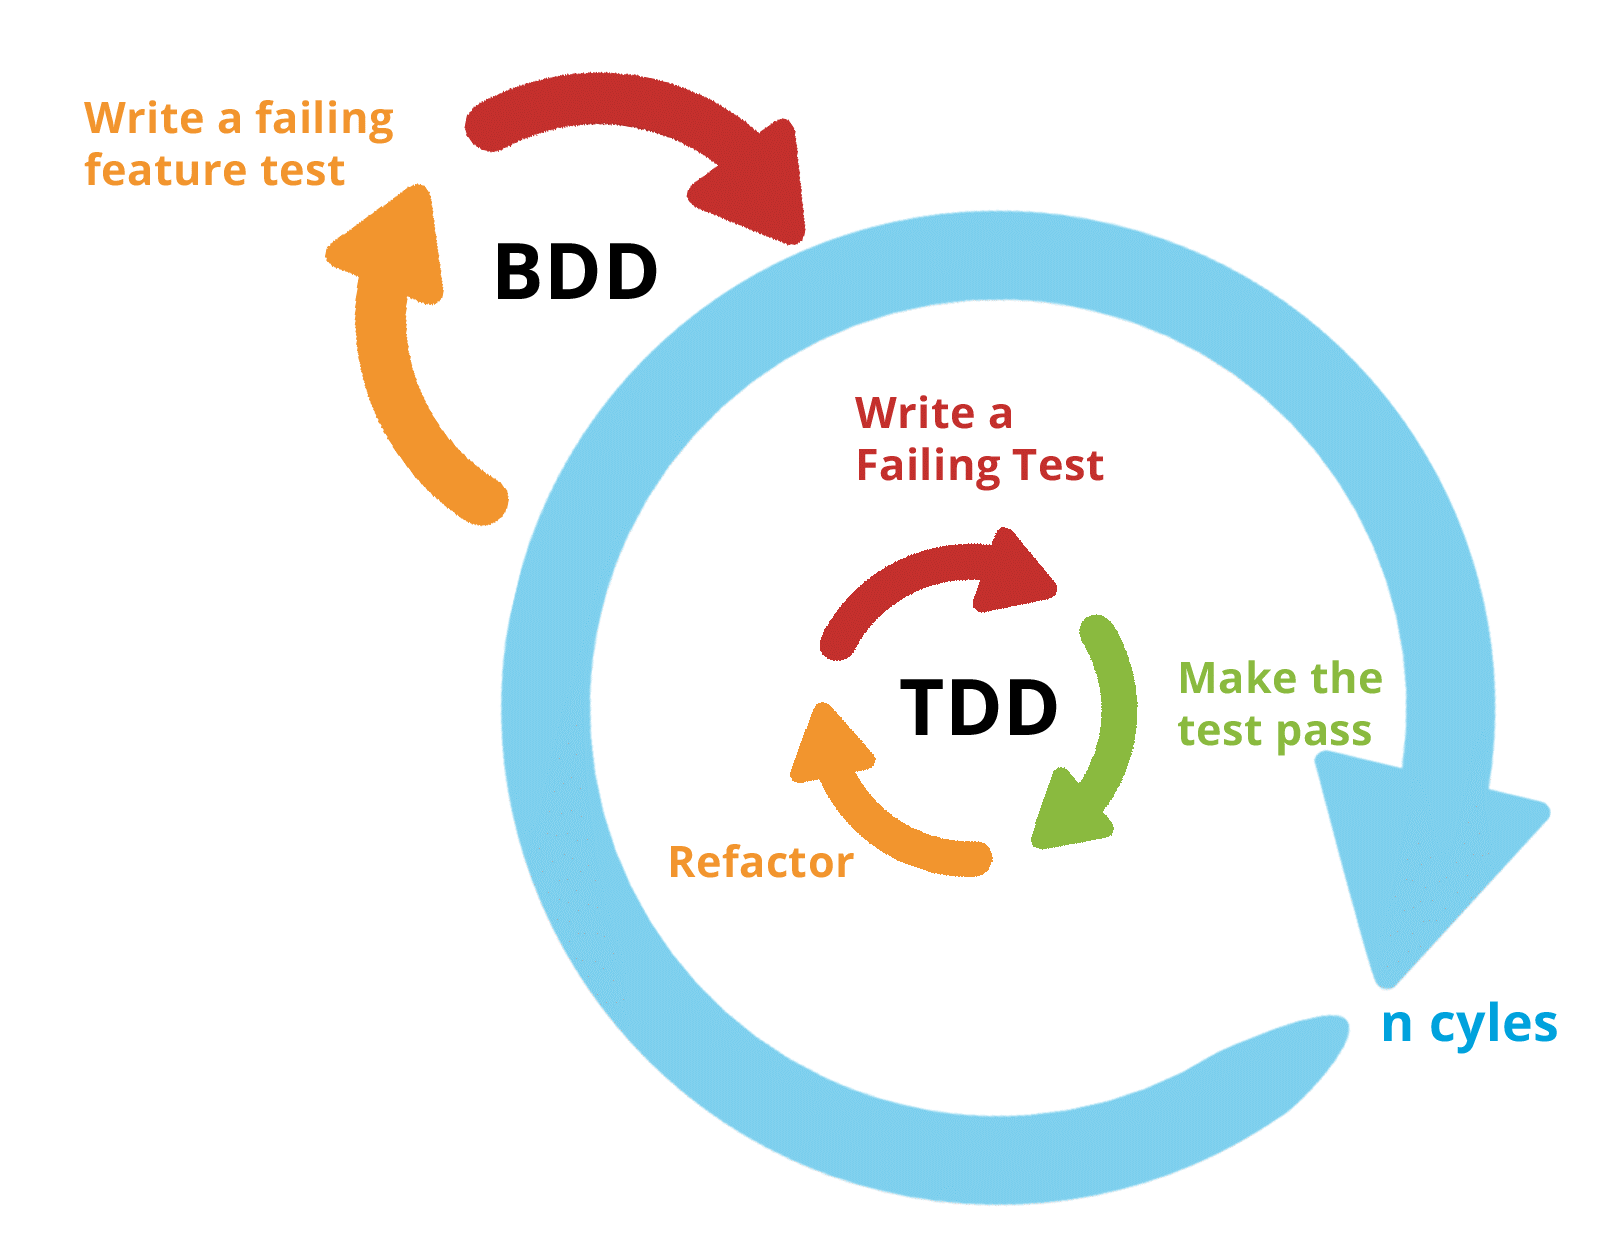 Write a failing
feature test
BDD
Write a
Failing Test
TDD
Make the
test pass
Refactor
n cyles